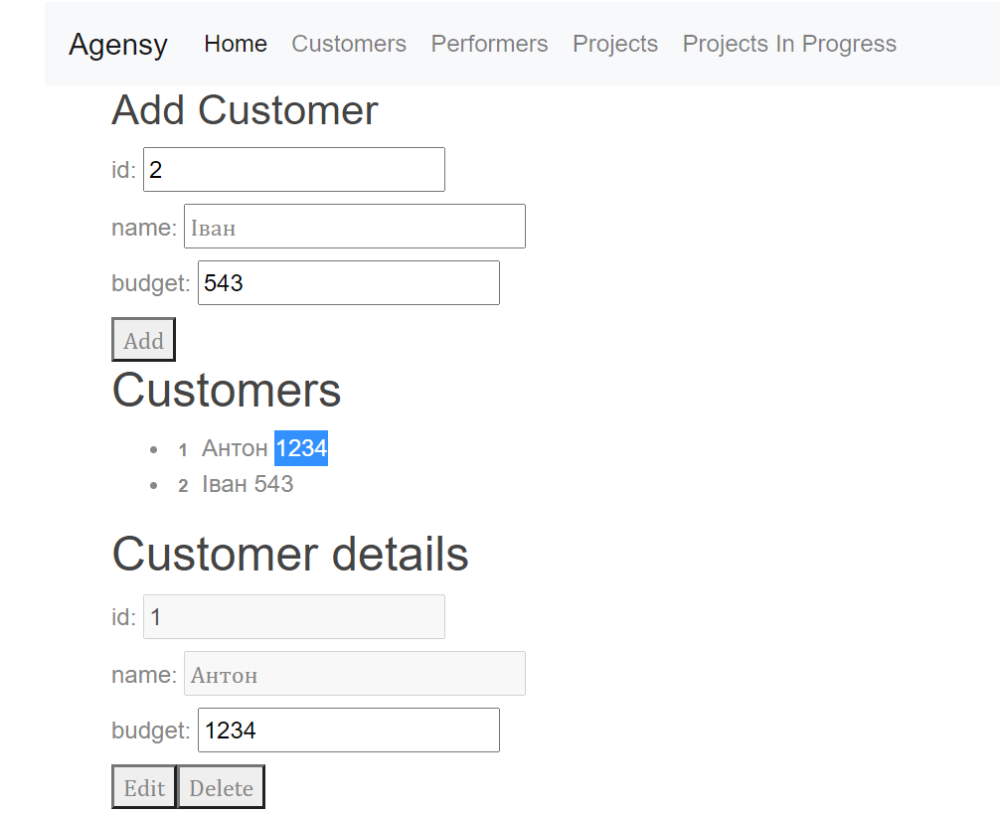 Agensy Home Customers Performers Projects Projects In Progress
Add Customer
id: 2
name: Іван
budget: 543
Add
Customers
1 Антон 1234
2 Іван 543
Customer details
id: 1
name: Антон
budget: 1234
Edit Delete